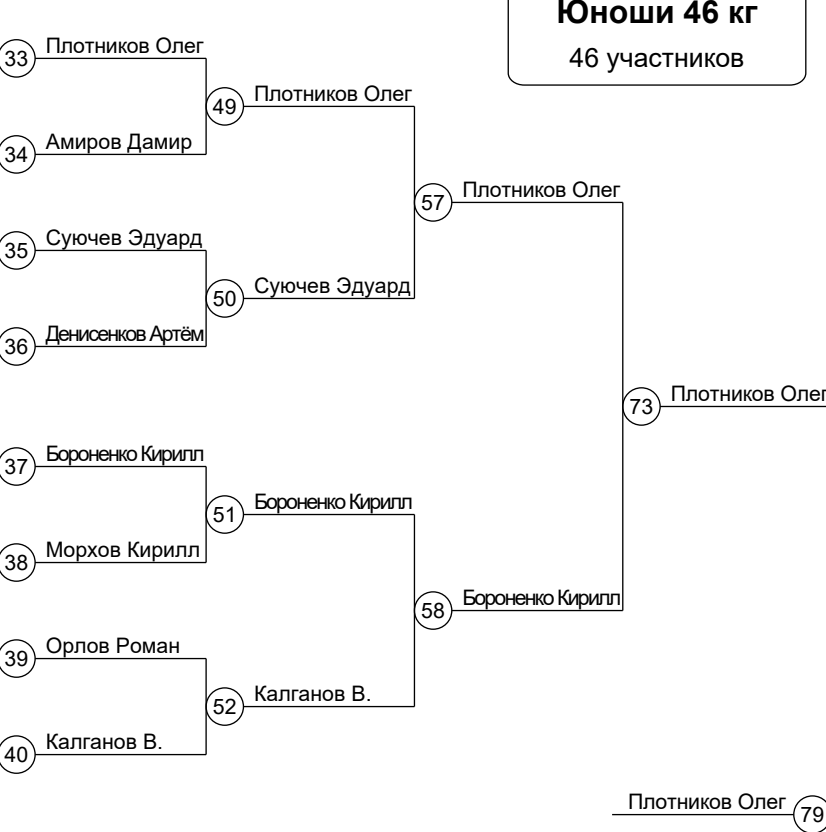 Юноши 46 кг
46 участников
33 Плотников Олег
49 Плотников Олег
34 Амиров Дамир
57 Плотников Олег
35 Суючев Эдуард
50 Суючев Эдуард
36 Денисенков Артём
73 Плотников Олег
37 Бороненко Кирилл
51 Бороненко Кирилл
38 Морхов Кирилл
58 Бороненко Кирилл
39 Орлов Роман
52 Калганов В.
40 Калганов В.
Плотников Олег 79